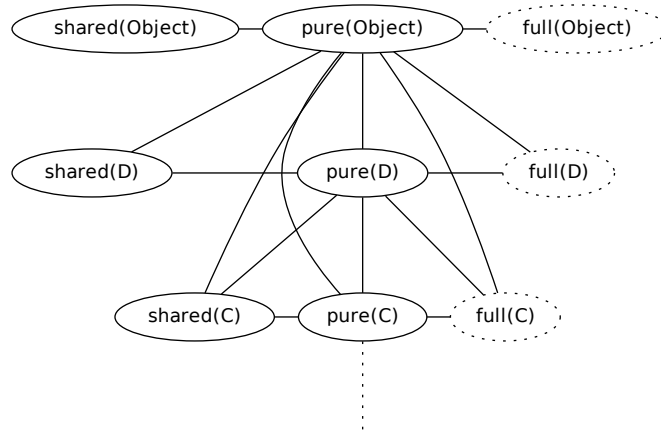 shared(Object) pure(Object) full(Object)
shared(D) pure(D) full(D)
shared(C) pure(C) full(C)